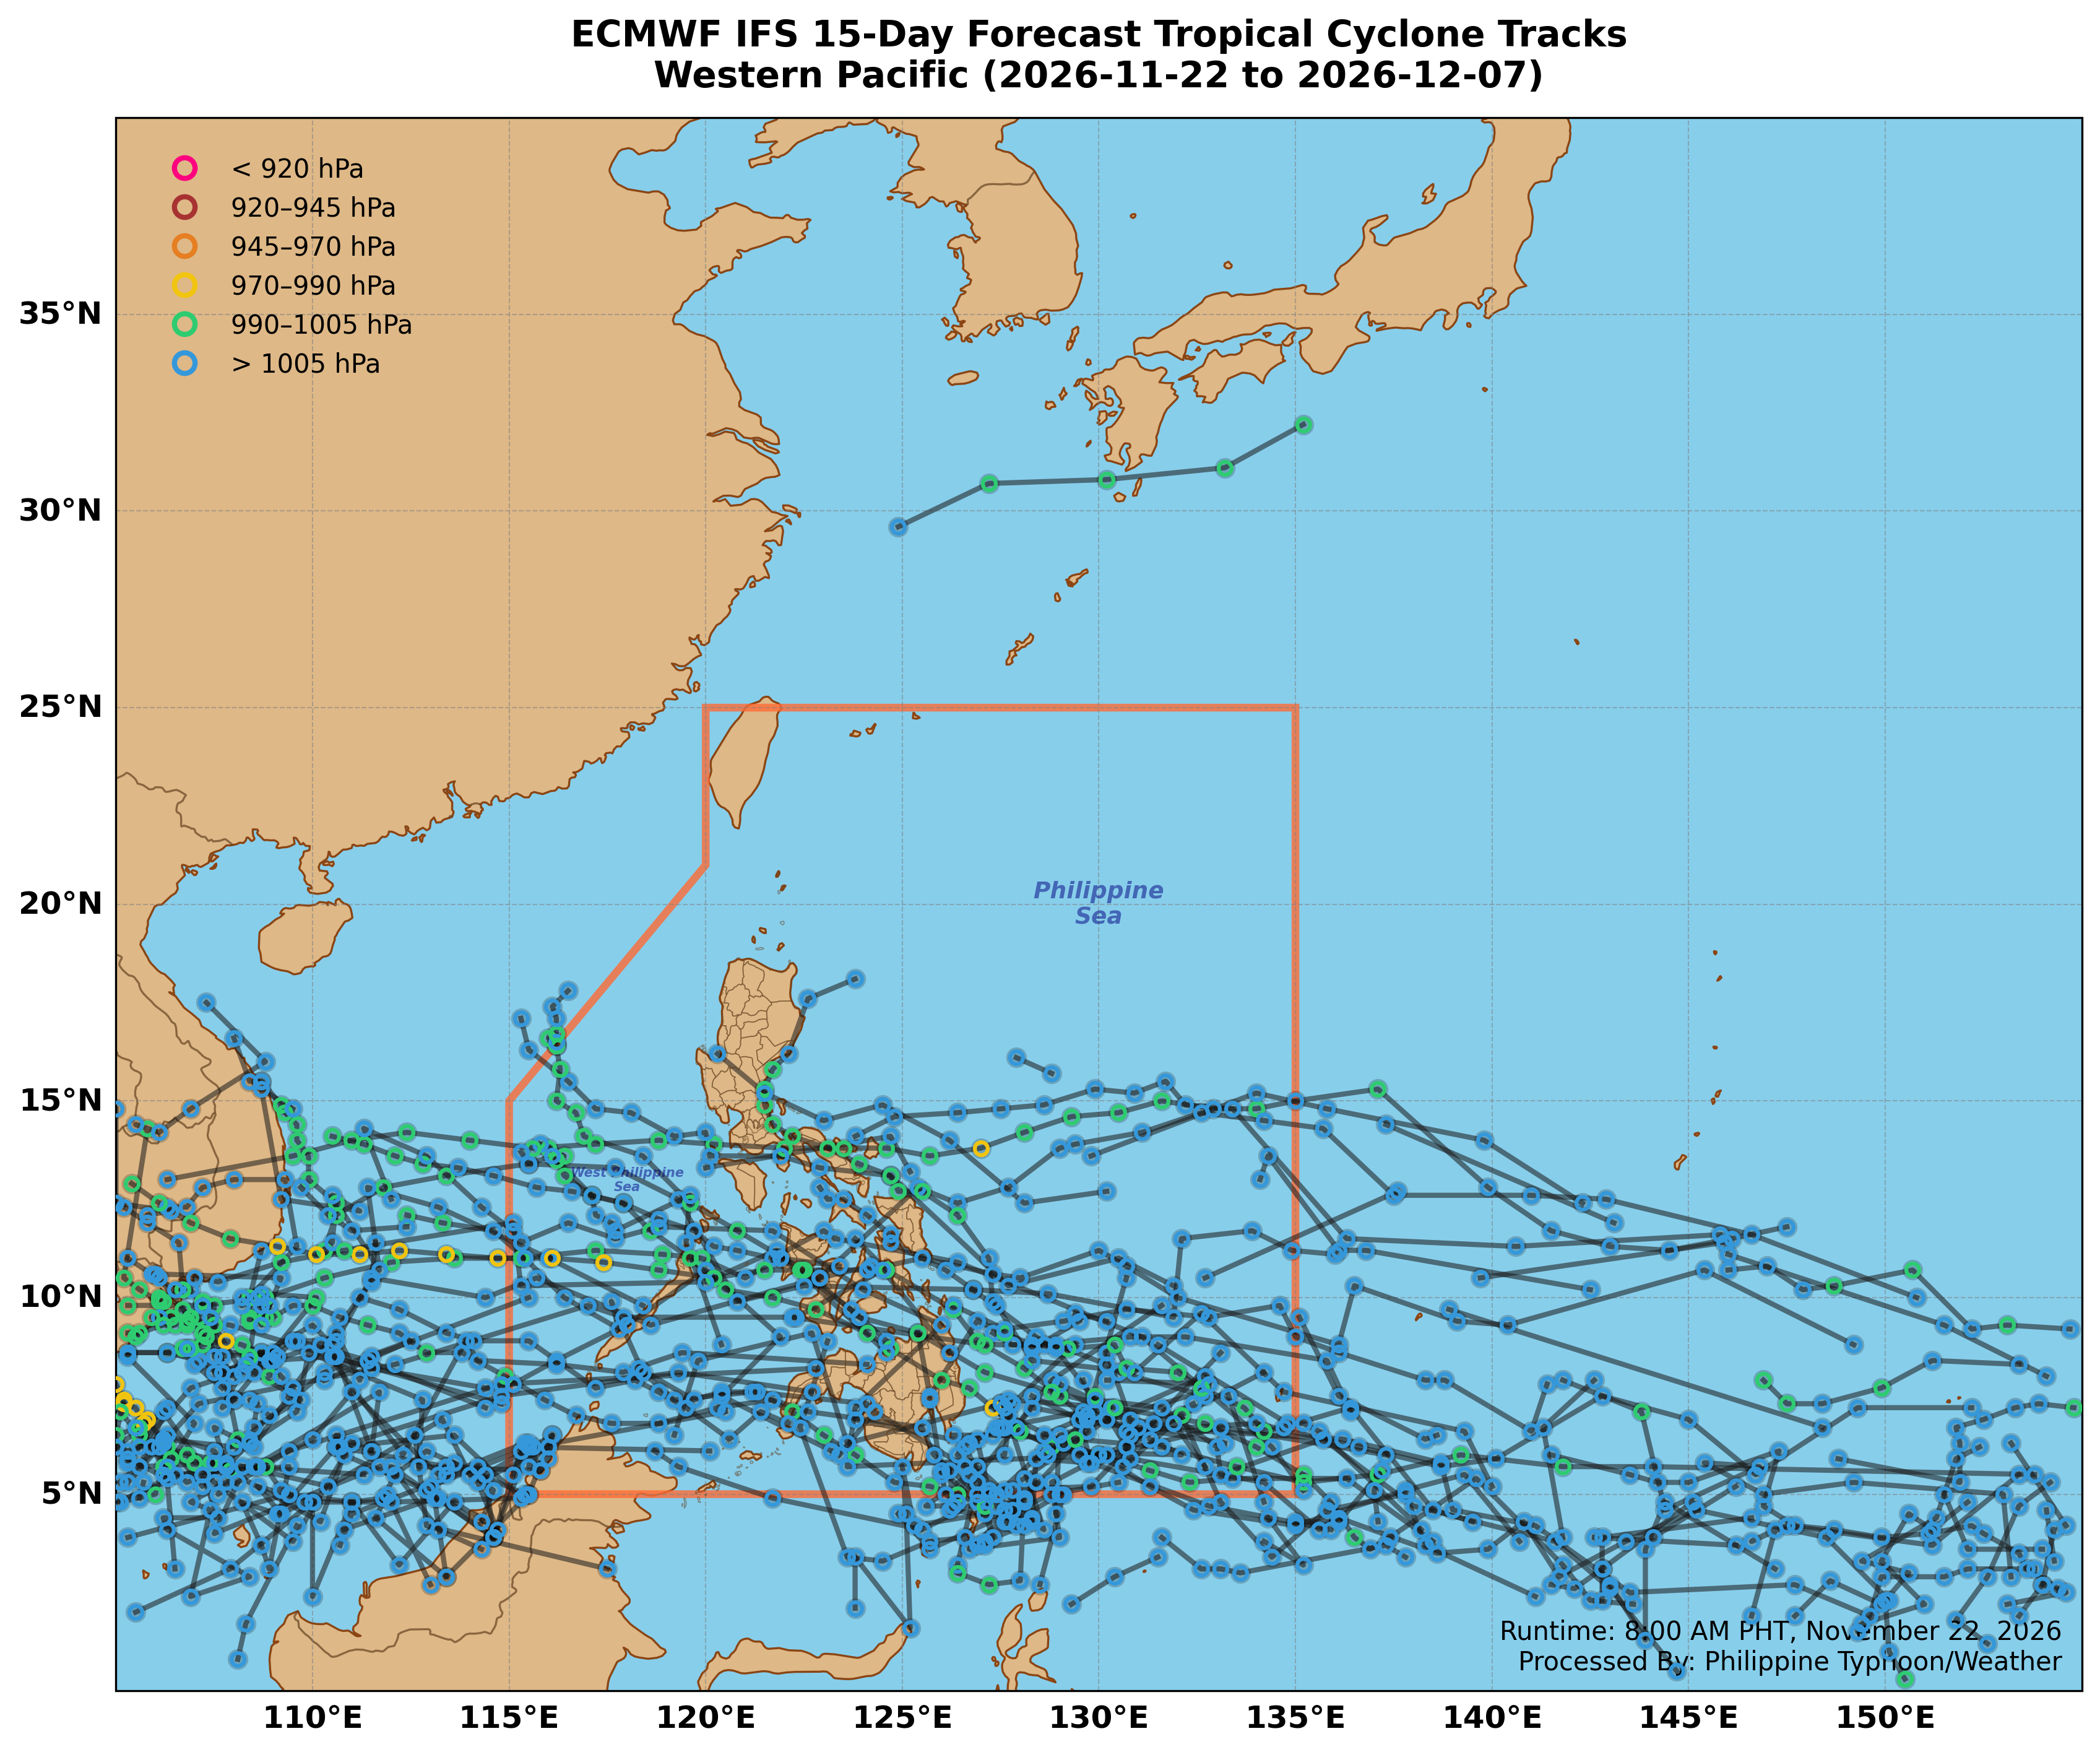 ECMWF IFS 15-Day Forecast Tropical Cyclone Tracks
Western Pacific (2026-11-22 to 2026-12-07)
< 920 hPa
920–945 hPa
945–970 hPa
970–990 hPa
990–1005 hPa
> 1005 hPa
35°N
30°N
25°N
20°N
15°N
10°N
5°N
Philippine
Sea
West Philippine
Sea
Runtime: 8:00 AM PHT, November 22, 2026
Processed By: Philippine Typhoon/Weather
110°E
115°E
120°E
125°E
130°E
135°E
140°E
145°E
150°E